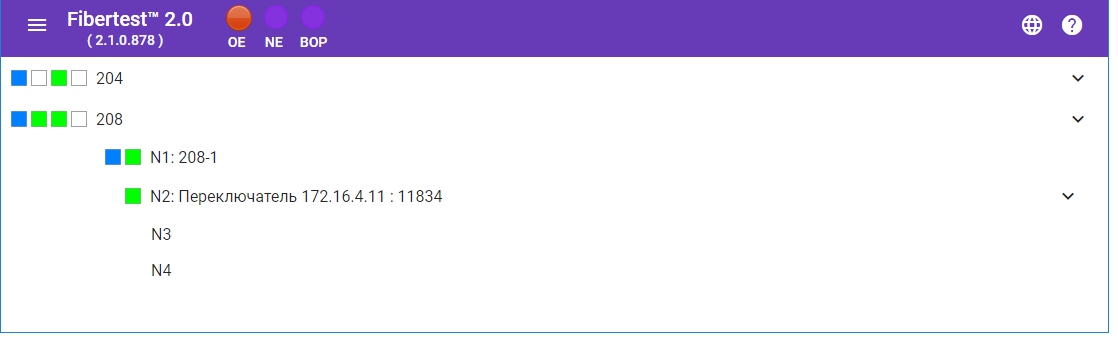 Fibertest™ 2.0
( 2.1.0.878 )
OE NE BOP
204
208
N1: 208-1
N2: Переключатель 172.16.4.11 : 11834
N3
N4